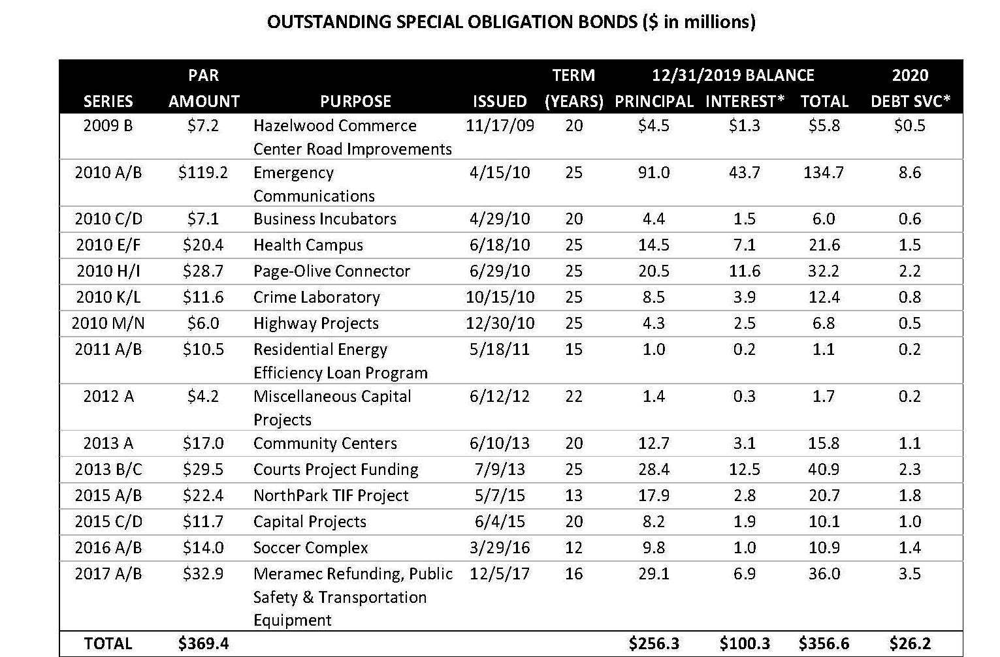 OUTSTANDING SPECIAL OBLIGATION BONDS ($ in millions)
PAR TERM 12/31/2019 BALANCE 2020
SERIES AMOUNT PURPOSE ISSUED (YEARS) PRINCIPAL INTEREST* TOTAL DEBT SVC*
2009 B $7.2 Hazelwood Commerce 11/17/09 20 $4.5 $1.3 $5.8 $0.5
Center Road Improvements
2010 A/B $119.2 Emergency 4/15/10 25 91.0 43.7 134.7 8.6
Communications
2010 C/D $7.1 Business Incubators 4/29/10 20 4.4 1.5 6.0 0.6
2010 E/F $20.4 Health Campus 6/18/10 25 14.5 7.1 21.6 1.5
2010 H/I $28.7 Page-Olive Connector 6/29/10 25 20.5 11.6 32.2 2.2
2010 K/L $11.6 Crime Laboratory 10/15/10 25 8.5 3.9 12.4 0.8
2010 M/N $6.0 Highway Projects 12/30/10 25 4.3 2.5 6.8 0.5
2011 A/B $10.5 Residential Energy 5/18/11 15 1.0 0.2 1.1 0.2
Efficiency Loan Program
2012 A $4.2 Miscellaneous Capital 6/12/12 22 1.4 0.3 1.7 0.2
Projects
2013 A $17.0 Community Centers 6/10/13 20 12.7 3.1 15.8 1.1
2013 B/C $29.5 Courts Project Funding 7/9/13 25 28.4 12.5 40.9 2.3
2015 A/B $22.4 NorthPark TIF Project 5/7/15 13 17.9 2.8 20.7 1.8
2015 C/D $11.7 Capital Projects 6/4/15 20 8.2 1.9 10.1 1.0
2016 A/B $14.0 Soccer Complex 3/29/16 12 9.8 1.0 10.9 1.4
2017 A/B $32.9 Meramec Refunding, Public 12/5/17 16 29.1 6.9 36.0 3.5
Safety & Transportation
Equipment
TOTAL $369.4 $256.3 $100.3 $356.6 $26.2